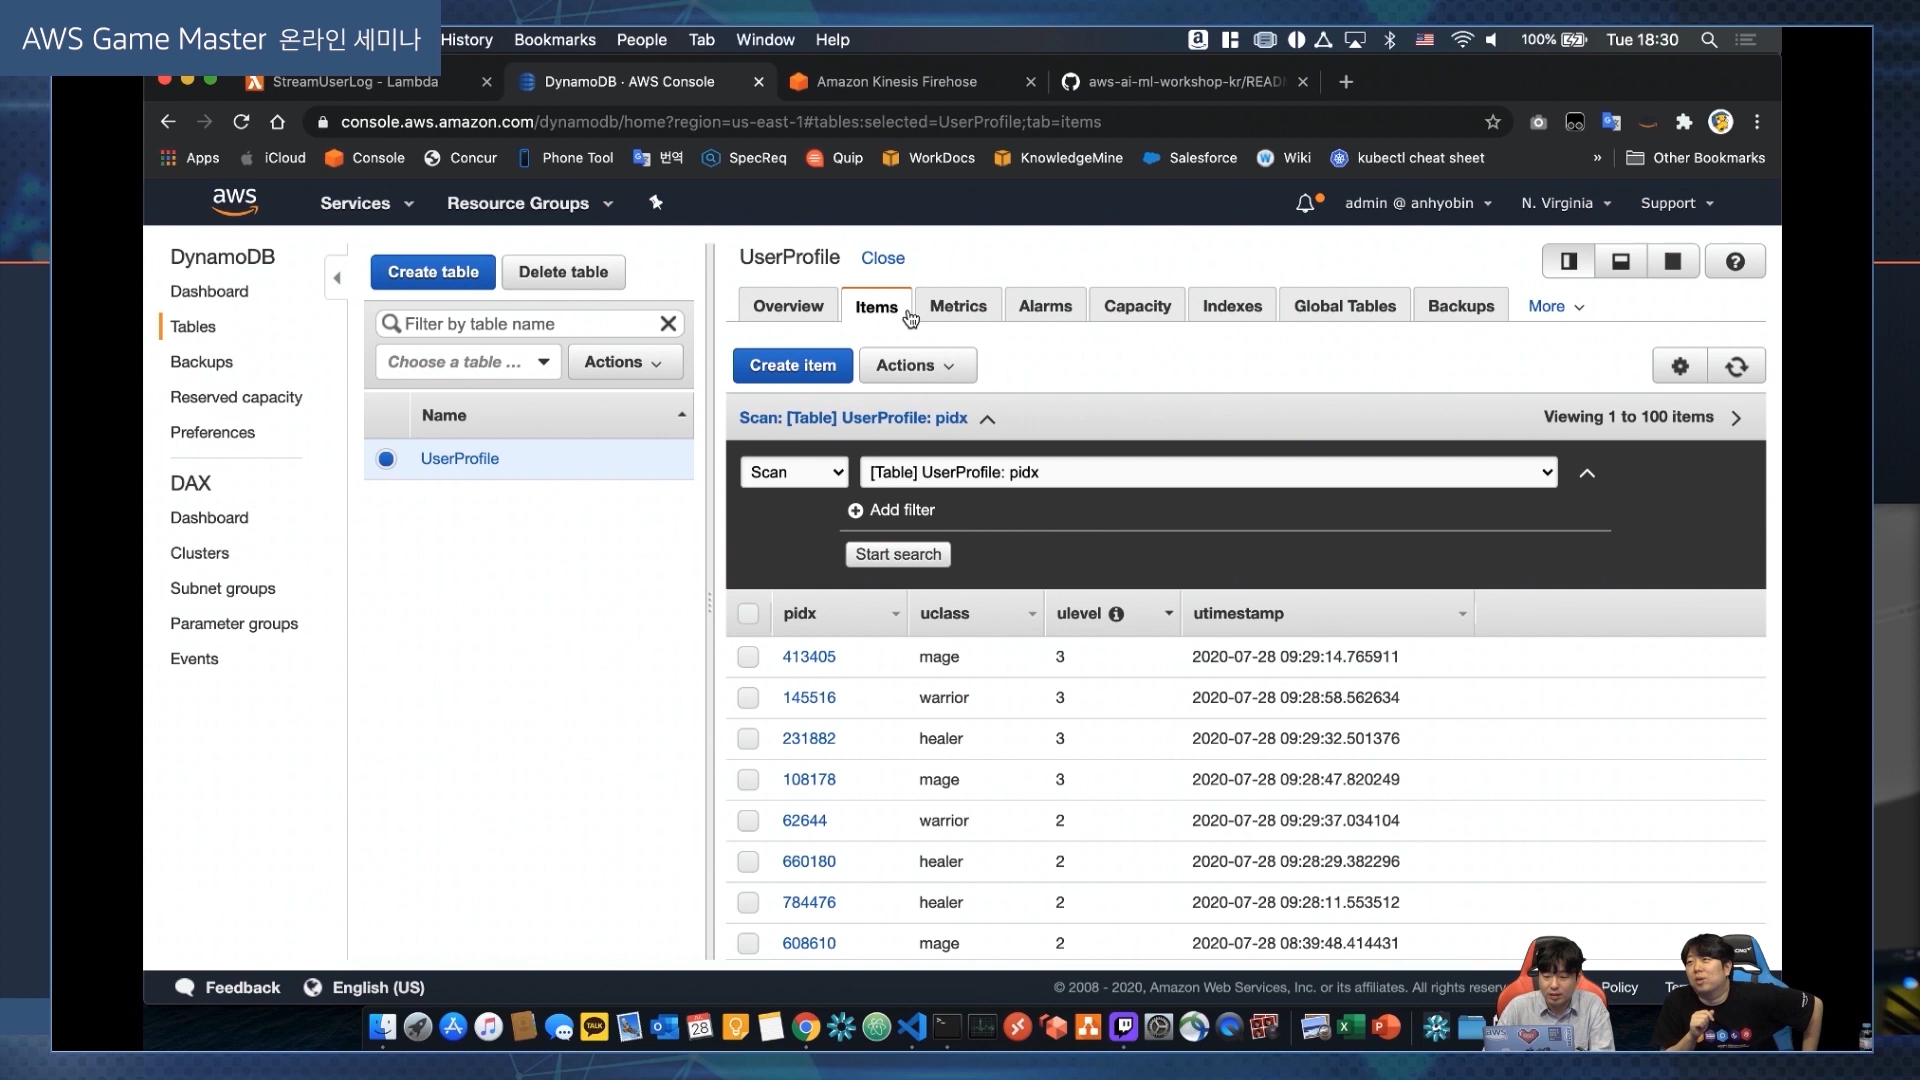 AWS Game Master 온라인 세미나
History Bookmarks People Tab Window Help
100% Tue 18:30
StreamUserLog - Lambda
DynamoDB · AWS Console
Amazon Kinesis Firehose
aws-ai-ml-workshop-kr/READ
console.aws.amazon.com/dynamodb/home?region=us-east-1#tables:selected=UserProfile;tab=items
Apps iCloud Console Concur Phone Tool 번역 SpecReq Quip WorkDocs KnowledgeMine Salesforce Wiki kubectl cheat sheet » Other Bookmarks
aws Services Resource Groups admin @ anhyobin N. Virginia Support
DynamoDB
Dashboard
Tables
Backups
Reserved capacity
Preferences
DAX
Dashboard
Clusters
Subnet groups
Parameter groups
Events
Create table Delete table
Filter by table name
Choose a table ... Actions
Name
UserProfile
UserProfile Close
Overview Items Metrics Alarms Capacity Indexes Global Tables Backups More
Create item Actions
Scan: [Table] UserProfile: pidx Viewing 1 to 100 items
Scan [Table] UserProfile: pidx
Add filter
Start search
pidx uclass ulevel utimestamp
413405 mage 3 2020-07-28 09:29:14.765911
145516 warrior 3 2020-07-28 09:28:58.562634
231882 healer 3 2020-07-28 09:29:32.501376
108178 mage 3 2020-07-28 09:28:47.820249
62644 warrior 2 2020-07-28 09:29:37.034104
660180 healer 2 2020-07-28 09:28:29.382296
784476 healer 2 2020-07-28 09:28:11.553512
608610 mage 2 2020-07-28 08:39:48.414431
Feedback English (US)
© 2008 - 2020, Amazon Web Services, Inc. or its affiliates. All rights reserv Policy Ter
TALK
28
aws